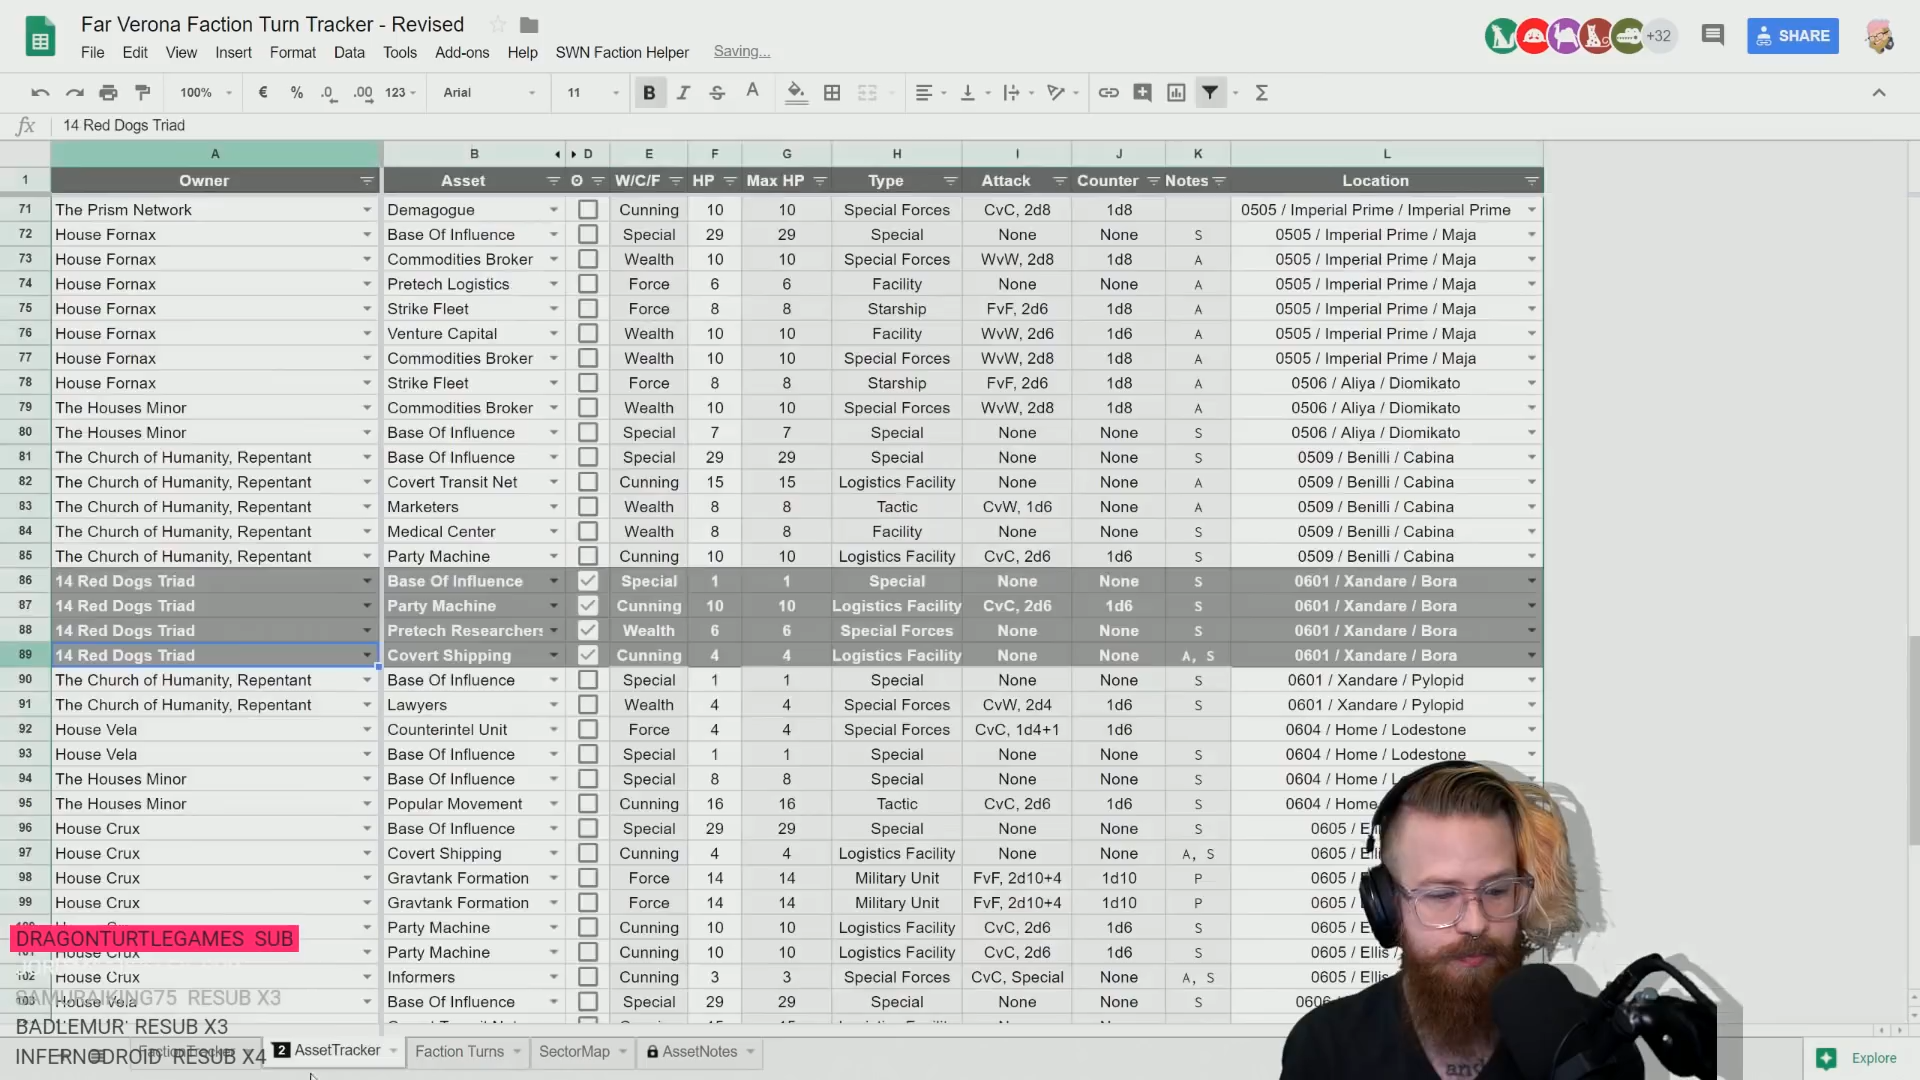 Far Verona Faction Turn Tracker - Revised
+32
SHARE
File Edit View Insert Format Data Tools Add-ons Help SWN Faction Helper Saving...
100% € % .0 .00 123 Arial 11 B I S A Σ
fx 14 Red Dogs Triad
A B D E F G H I J K L
1 Owner Asset W/C/F HP Max HP Type Attack Counter Notes Location
71 The Prism Network Demagogue Cunning 10 10 Special Forces CvC, 2d8 1d8 0505 / Imperial Prime / Imperial Prime
72 House Fornax Base Of Influence Special 29 29 Special None None S 0505 / Imperial Prime / Maja
73 House Fornax Commodities Broker Wealth 10 10 Special Forces WvW, 2d8 1d8 A 0505 / Imperial Prime / Maja
74 House Fornax Pretech Logistics Force 6 6 Facility None None A 0505 / Imperial Prime / Maja
75 House Fornax Strike Fleet Force 8 8 Starship FvF, 2d6 1d8 A 0505 / Imperial Prime / Maja
76 House Fornax Venture Capital Wealth 10 10 Facility WvW, 2d6 1d6 A 0505 / Imperial Prime / Maja
77 House Fornax Commodities Broker Wealth 10 10 Special Forces WvW, 2d8 1d8 A 0505 / Imperial Prime / Maja
78 House Fornax Strike Fleet Force 8 8 Starship FvF, 2d6 1d8 A 0506 / Aliya / Diomikato
79 The Houses Minor Commodities Broker Wealth 10 10 Special Forces WvW, 2d8 1d8 A 0506 / Aliya / Diomikato
80 The Houses Minor Base Of Influence Special 7 7 Special None None S 0506 / Aliya / Diomikato
81 The Church of Humanity, Repentant Base Of Influence Special 29 29 Special None None S 0509 / Benilli / Cabina
82 The Church of Humanity, Repentant Covert Transit Net Cunning 15 15 Logistics Facility None None A 0509 / Benilli / Cabina
83 The Church of Humanity, Repentant Marketers Wealth 8 8 Tactic CvW, 1d6 None A 0509 / Benilli / Cabina
84 The Church of Humanity, Repentant Medical Center Wealth 8 8 Facility None None S 0509 / Benilli / Cabina
85 The Church of Humanity, Repentant Party Machine Cunning 10 10 Logistics Facility CvC, 2d6 1d6 S 0509 / Benilli / Cabina
86 14 Red Dogs Triad Base Of Influence Special 1 1 Special None None S 0601 / Xandare / Bora
87 14 Red Dogs Triad Party Machine Cunning 10 10 Logistics Facility CvC, 2d6 1d6 S 0601 / Xandare / Bora
88 14 Red Dogs Triad Pretech Researchers Wealth 6 6 Special Forces None None S 0601 / Xandare / Bora
89 14 Red Dogs Triad Covert Shipping Cunning 4 4 Logistics Facility None None A, S 0601 / Xandare / Bora
90 The Church of Humanity, Repentant Base Of Influence Special 1 1 Special None None S 0601 / Xandare / Pylopid
91 The Church of Humanity, Repentant Lawyers Wealth 4 4 Special Forces CvW, 2d4 1d6 S 0601 / Xandare / Pylopid
92 House Vela Counterintel Unit Force 4 4 Special Forces CvC, 1d4+1 1d6 0604 / Home / Lodestone
93 House Vela Base Of Influence Special 1 1 Special None None S 0604 / Home / Lodestone
94 The Houses Minor Base Of Influence Special 8 8 Special None None S 0604 / Home /
95 The Houses Minor Popular Movement Cunning 16 16 Tactic CvC, 2d6 1d6 S 0604 / Home
96 House Crux Base Of Influence Special 29 29 Special None None S 0605 /
97 House Crux Covert Shipping Cunning 4 4 Logistics Facility None None A, S 0605 /
98 House Crux Gravtank Formation Force 14 14 Military Unit FvF, 2d10+4 1d10 P 0605 /
99 House Crux Gravtank Formation Force 14 14 Military Unit FvF, 2d10+4 1d10 P 0605 /
Party Machine Cunning 10 10 Logistics Facility CvC, 2d6 1d6 S 0605 /
DRAGONTURTLEGAMES SUB
House Crux Party Machine Cunning 10 10 Logistics Facility CvC, 2d6 1d6 S 0605 / Ellis
102 House Crux Informers Cunning 3 3 Special Forces CvC, Special None A, S 0605 / Ellis
House Vela Base Of Influence Special 29 29 Special None None S
SAMURAIKING75 RESUB X3
BADLEMUR RESUB X3
INFERNODROID RESUB X4
FactionTracker 2 AssetTracker Faction Turns SectorMap AssetNotes Explore